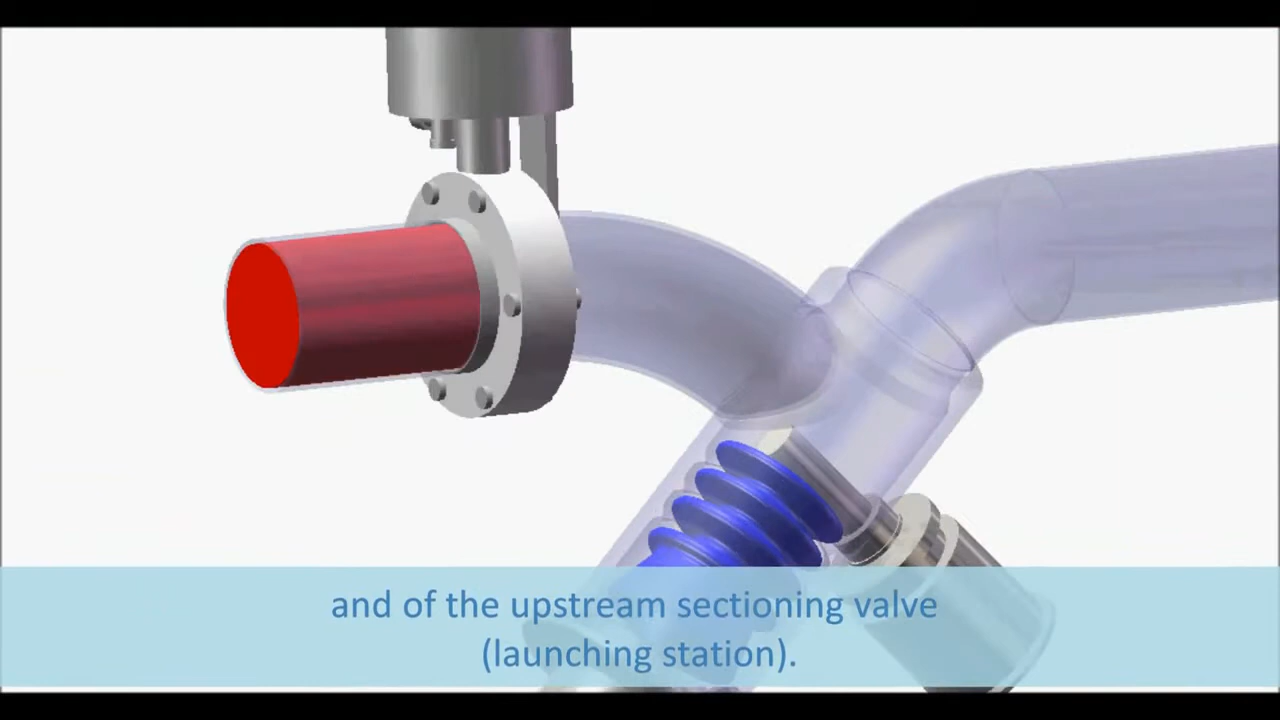 and of the upstream sectioning valve
(launching station).